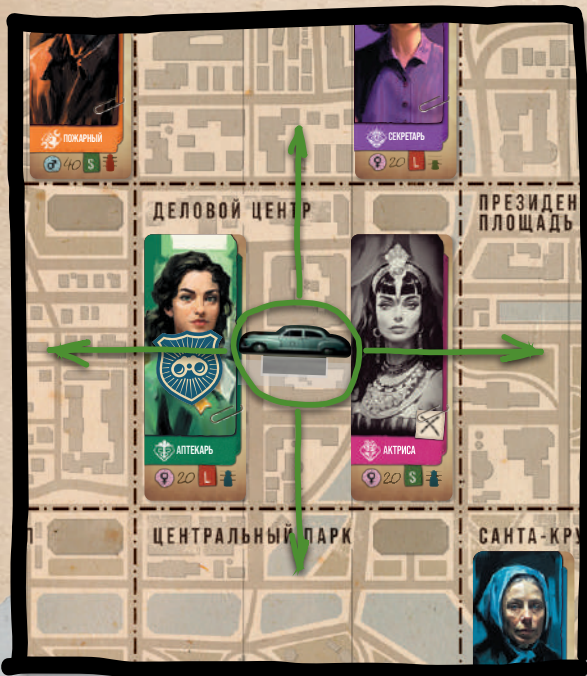 ПОЖАРНЫЙ
40 S
СЕКРЕТАРЬ
20 L
ДЕЛОВОЙ ЦЕНТР
ПРЕЗИДЕН
ПЛОЩАДЬ
АПТЕКАРЬ
20 L
АКТРИСА
20 S
ЦЕНТРАЛЬНЫЙ ПАРК
САНТА-КРУ